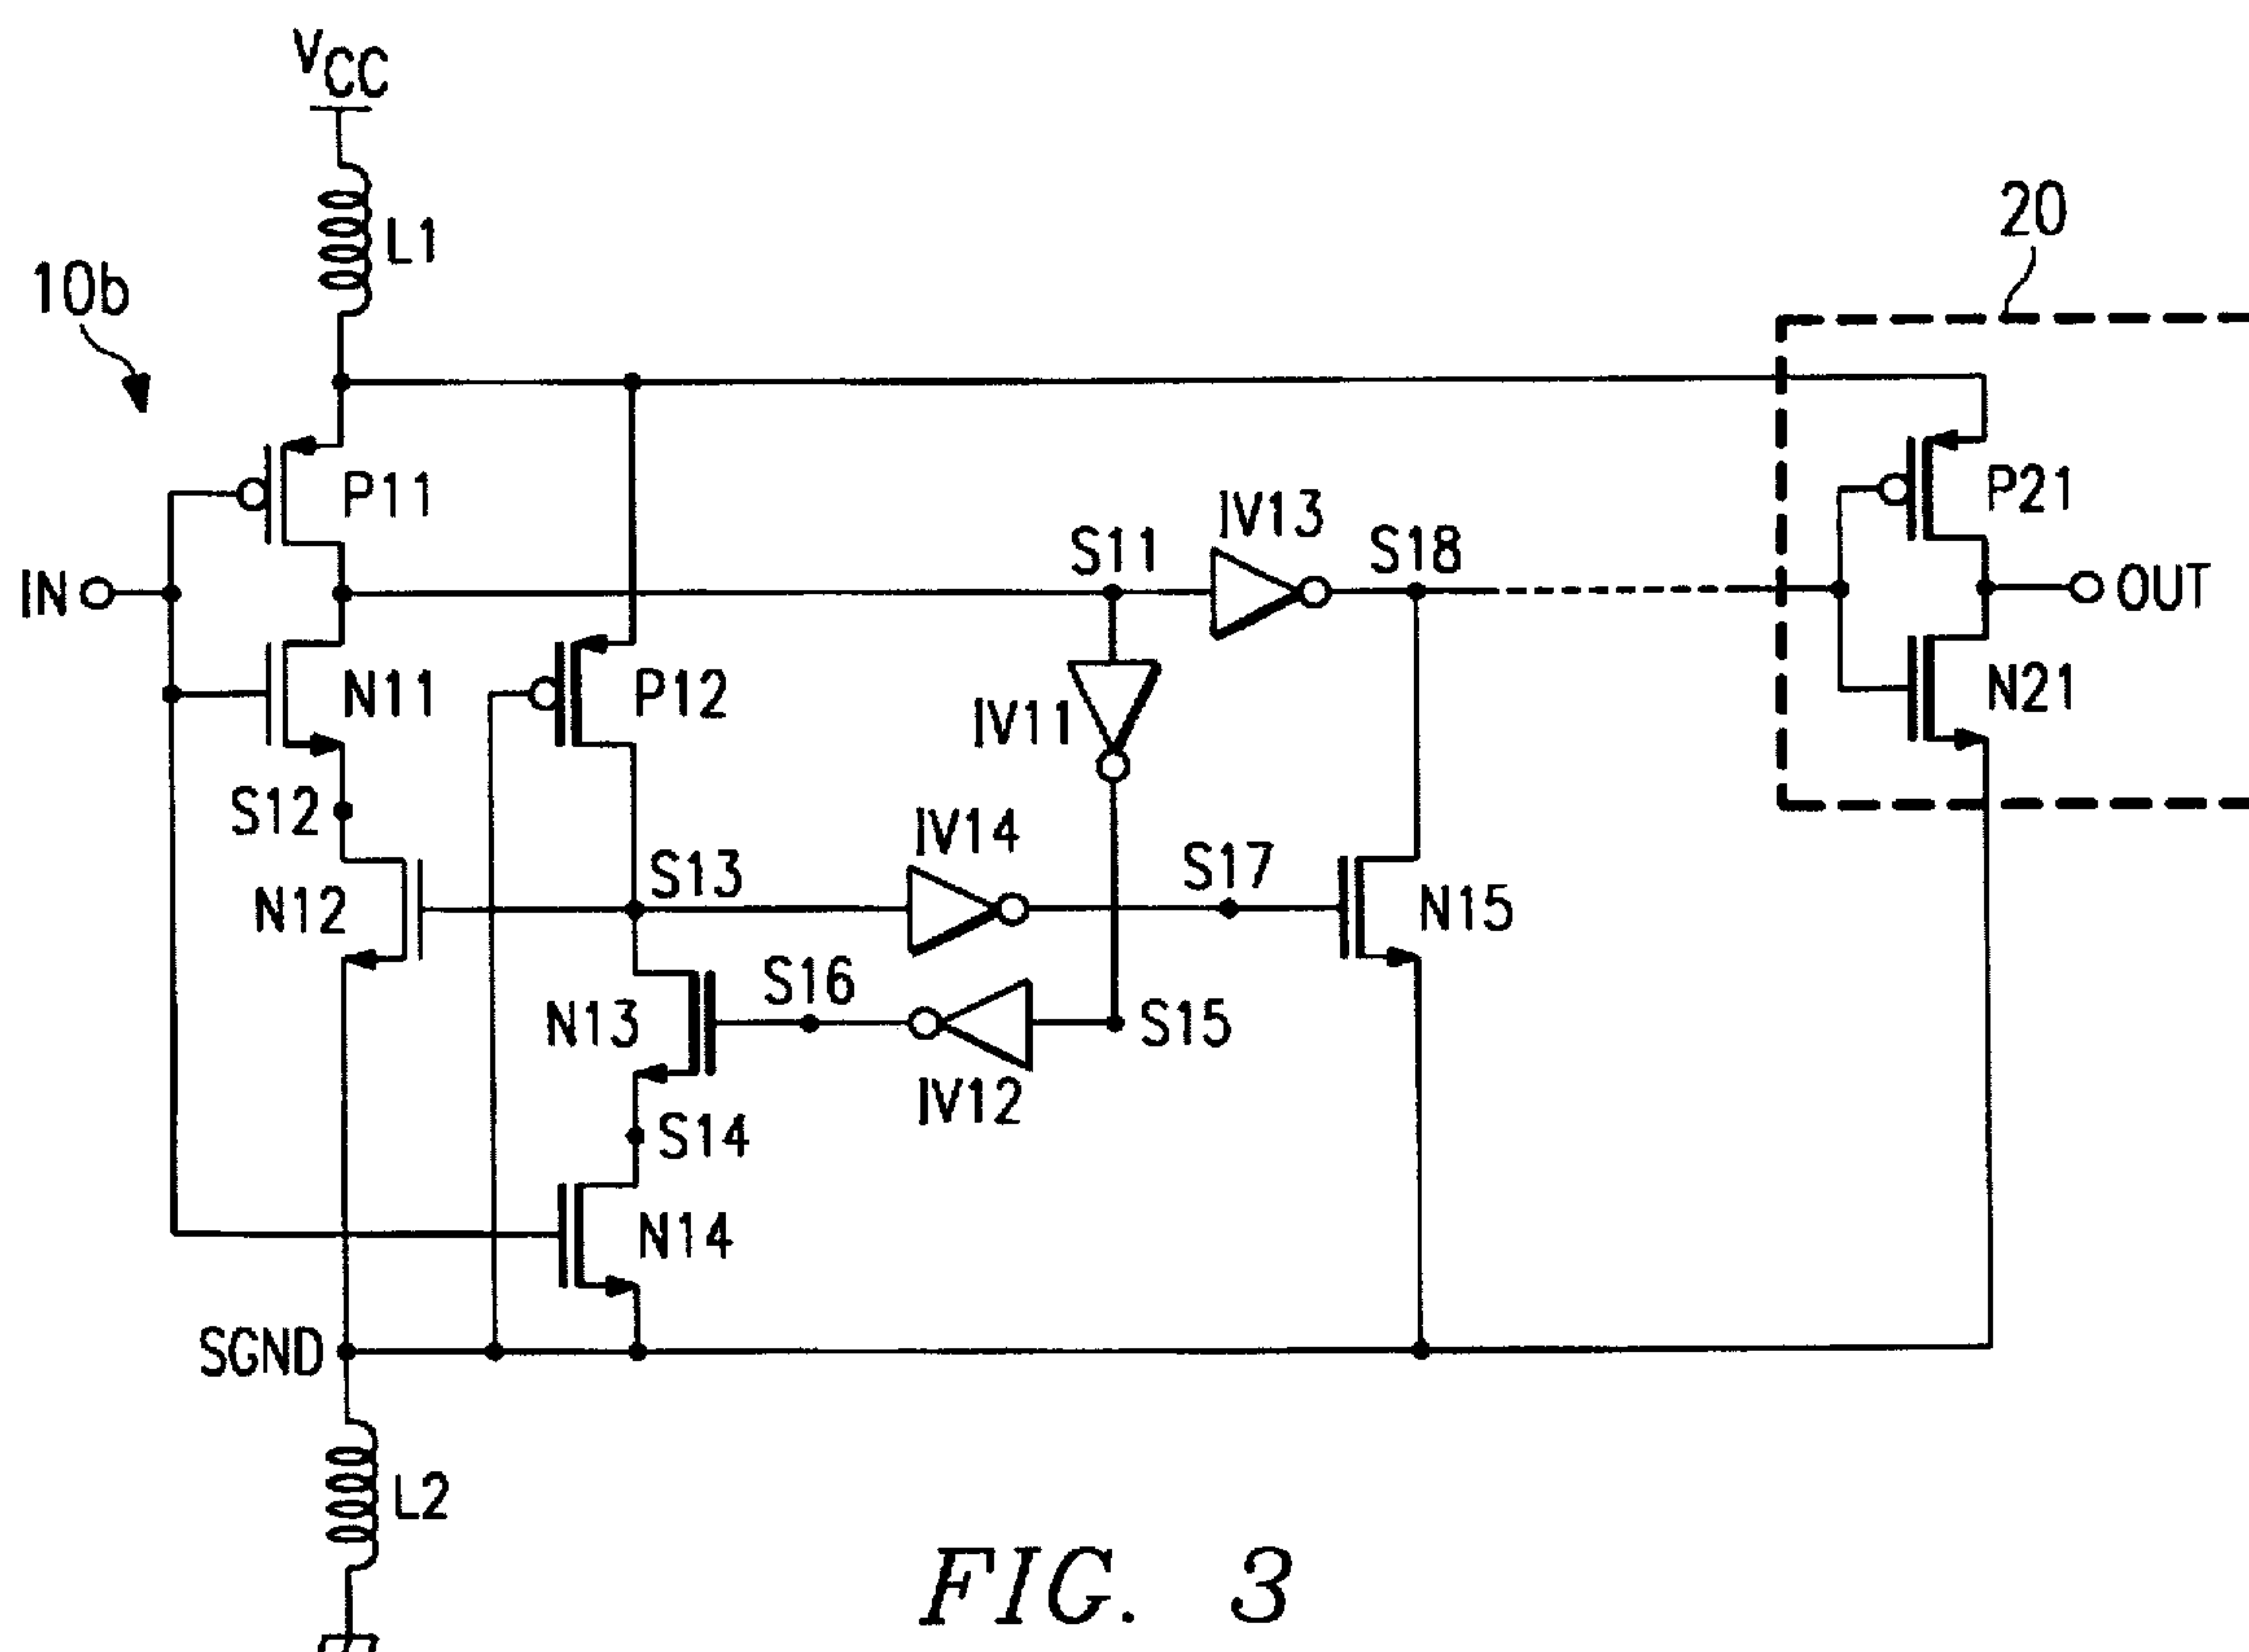 VCC
L1
20
10b
P11
P21
IV13
S11
S18
IN
OUT
N11
P12
IV11
N21
S12
IV14
S13
S17
N12
N15
S16
N13
S15
IV12
S14
N14
SGND
L2
FIG. 3